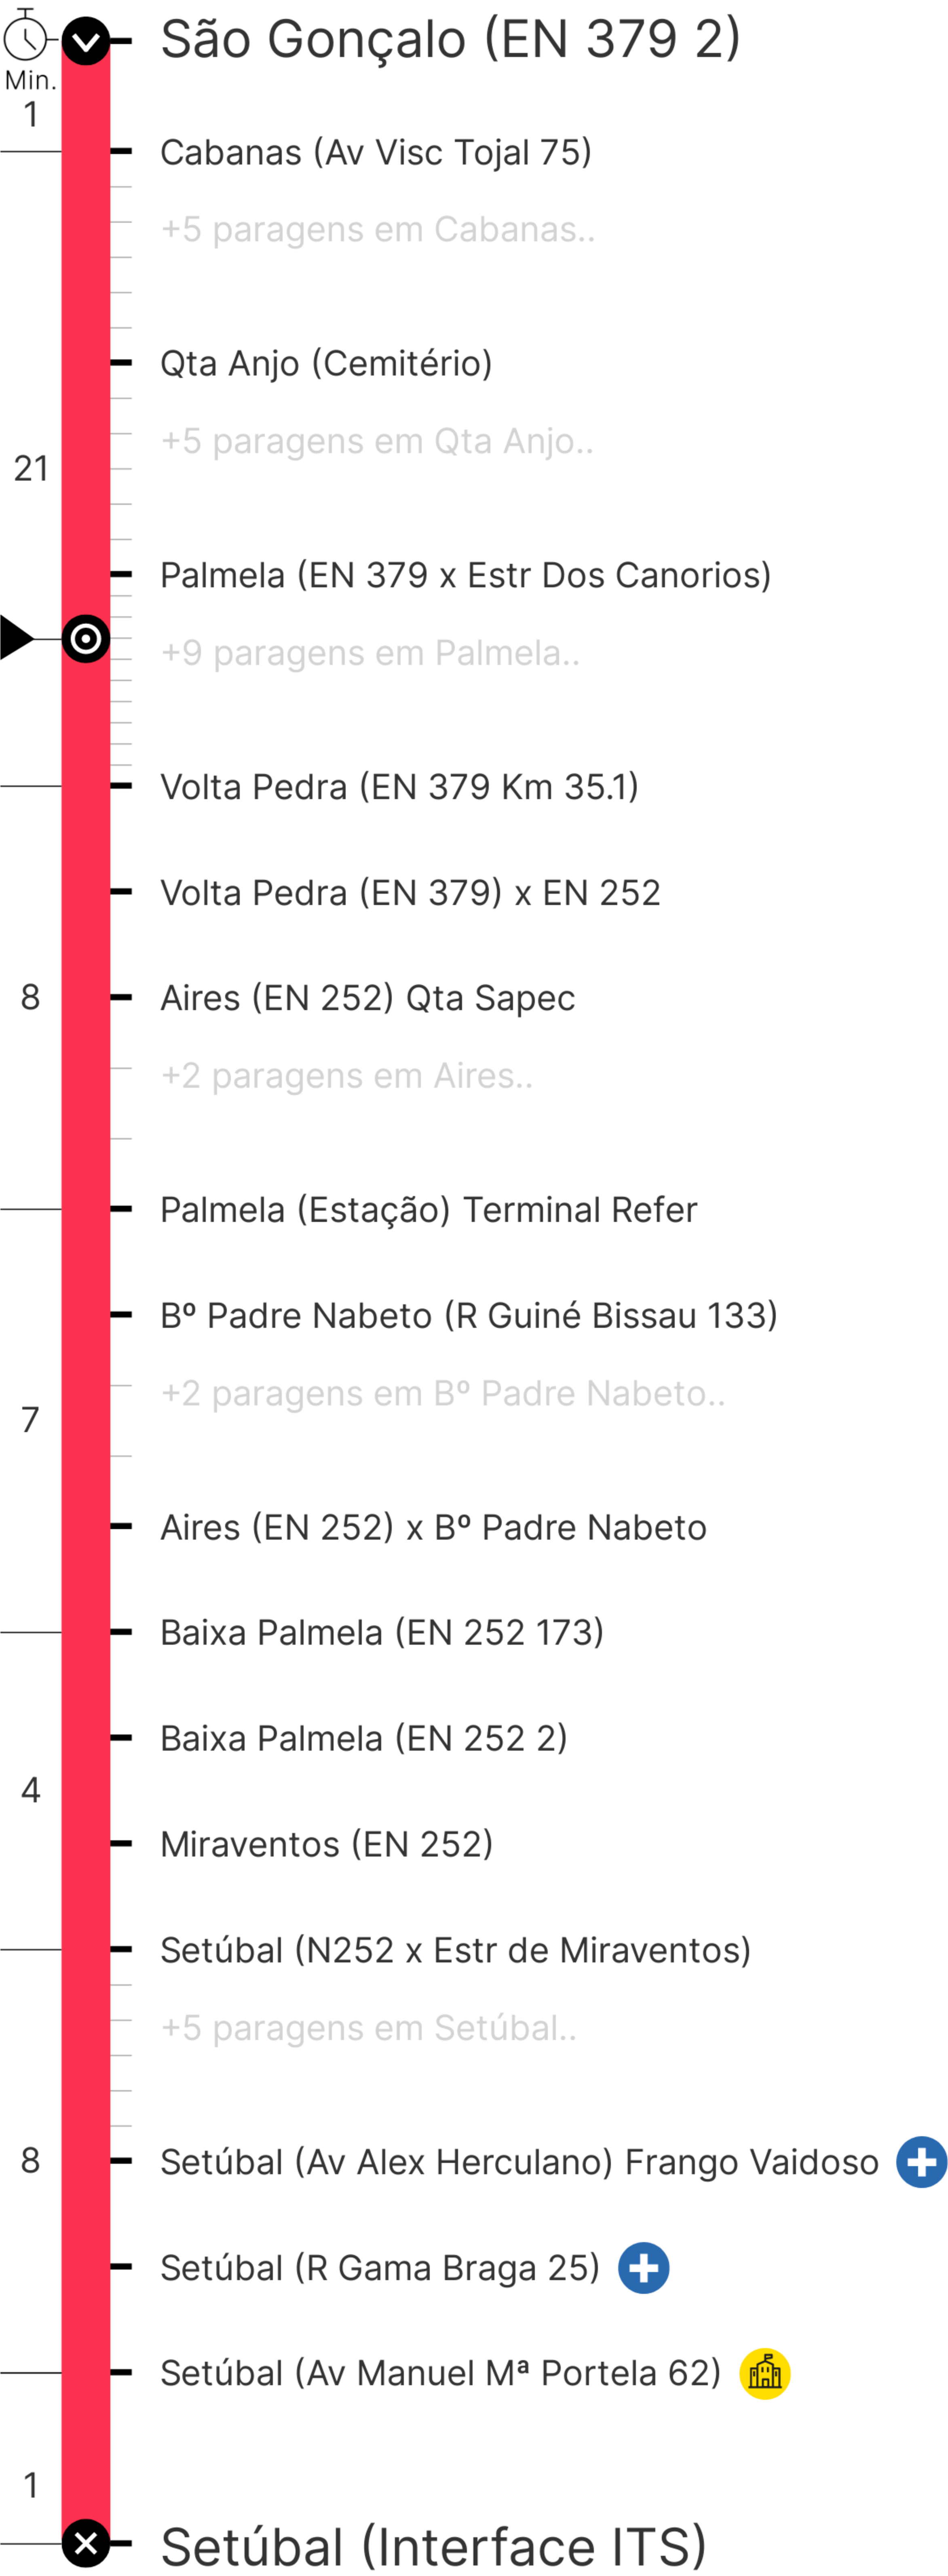 São Gonçalo (EN 379 2)
Min.
1
Cabanas (Av Visc Tojal 75)
+5 paragens em Cabanas..
Qta Anjo (Cemitério)
+5 paragens em Qta Anjo..
21
Palmela (EN 379 x Estr Dos Canorios)
+9 paragens em Palmela..
Volta Pedra (EN 379 Km 35.1)
Volta Pedra (EN 379) x EN 252
8
Aires (EN 252) Qta Sapec
+2 paragens em Aires..
Palmela (Estação) Terminal Refer
Bº Padre Nabeto (R Guiné Bissau 133)
+2 paragens em Bº Padre Nabeto..
7
Aires (EN 252) x Bº Padre Nabeto
Baixa Palmela (EN 252 173)
Baixa Palmela (EN 252 2)
4
Miraventos (EN 252)
Setúbal (N252 x Estr de Miraventos)
+5 paragens em Setúbal..
8
Setúbal (Av Alex Herculano) Frango Vaidoso
Setúbal (R Gama Braga 25)
Setúbal (Av Manuel Mª Portela 62)
1
Setúbal (Interface ITS)